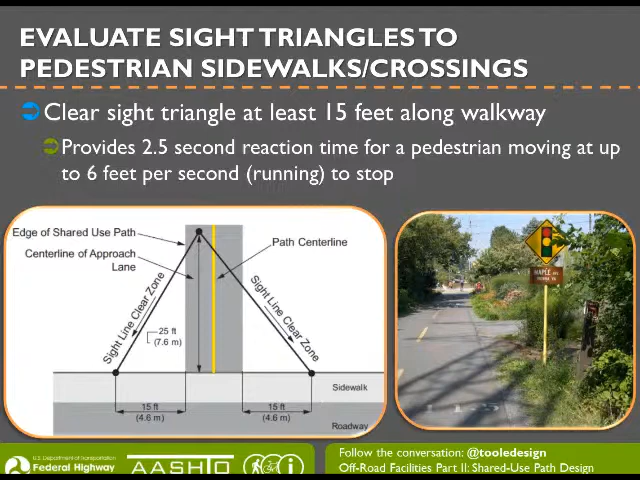 EVALUATE SIGHT TRIANGLES TO
PEDESTRIAN SIDEWALKS/CROSSINGS
Clear sight triangle at least 15 feet along walkway
Provides 2.5 second reaction time for a pedestrian moving at up
to 6 feet per second (running) to stop
Edge of Shared Use Path
Centerline of Approach
Lane
Path Centerline
Sight Line Clear Zone
Sight Line Clear Zone
25 ft
(7.6 m)
Sidewalk
15 ft
(4.6 m)
15 ft
(4.6 m)
Roadway
MAPLE AVE
U.S. Department of Transportation
Federal Highway
AASHTO
Follow the conversation: @tooledesign
Off-Road Facilities Part II: Shared-Use Path Design